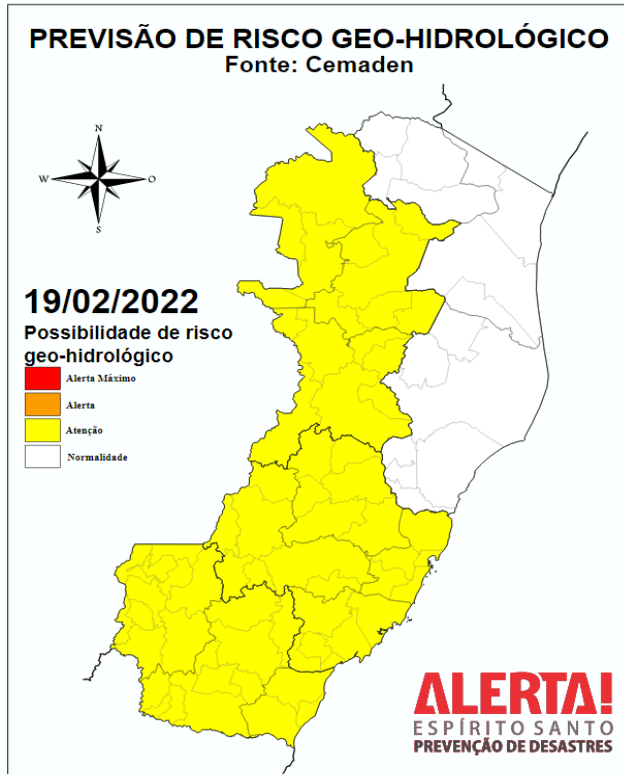 PREVISÃO DE RISCO GEO-HIDROLÓGICO
Fonte: Cemaden
N
W
O
S
19/02/2022
Possibilidade de risco
geo-hidrológico
Alerta Máximo
Alerta
Atenção
Normalidade
ALERTA!
ESPÍRITO SANTO
PREVENÇÃO DE DESASTRES